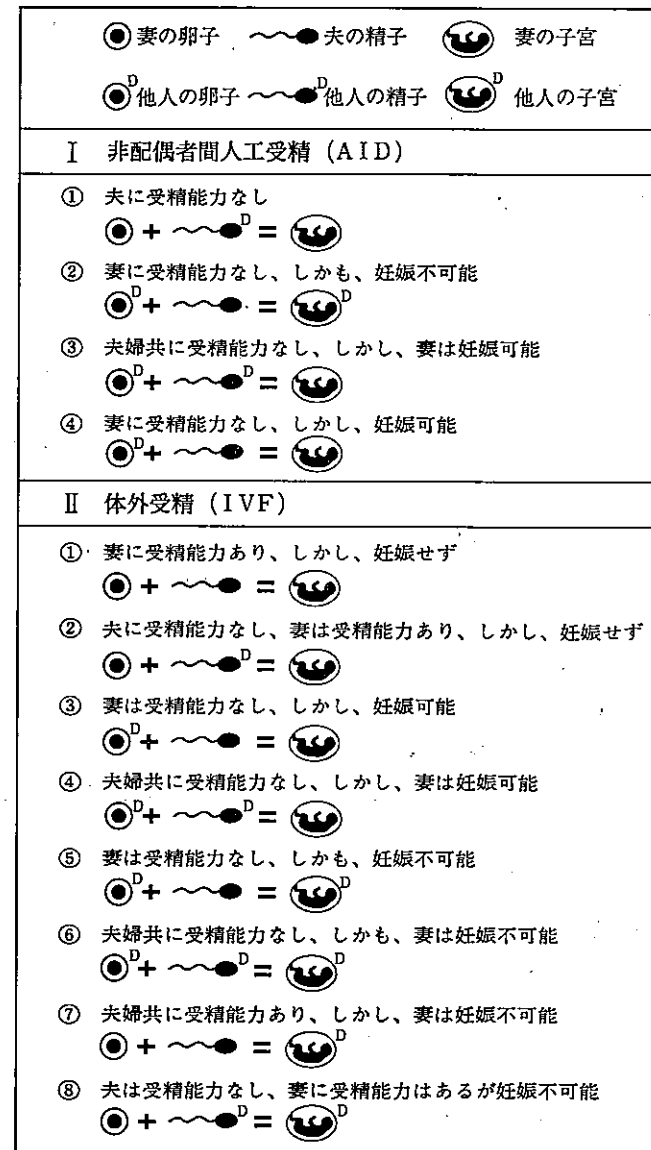 妻の卵子 夫の精子 妻の子宮
D他人の卵子 D他人の精子 D 他人の子宮
I 非配偶者間人工受精(AID)
① 夫に受精能力なし
+ D =
② 妻に受精能力なし、しかも、妊娠不可能
D+ = D
③ 夫婦共に受精能力なし、しかし、妻は妊娠可能
D+ D =
④ 妻に受精能力なし、しかし、妊娠可能
D+ =
II 体外受精(IVF)
① 妻に受精能力あり、しかし、妊娠せず
+ =
② 夫に受精能力なし、妻は受精能力あり、しかし、妊娠せず
+ D =
③ 妻は受精能力なし、しかし、妊娠可能
D+ =
④ 夫婦共に受精能力なし、しかし、妻は妊娠可能
D+ D =
⑤ 妻は受精能力なし、しかも、妊娠不可能
D+ = D
⑥ 夫婦共に受精能力なし、しかも、妻は妊娠不可能
D+ D = D
⑦ 夫婦共に受精能力あり、しかし、妻は妊娠不可能
+ = D
⑧ 夫は受精能力なし、妻に受精能力はあるが妊娠不可能
+ D = D